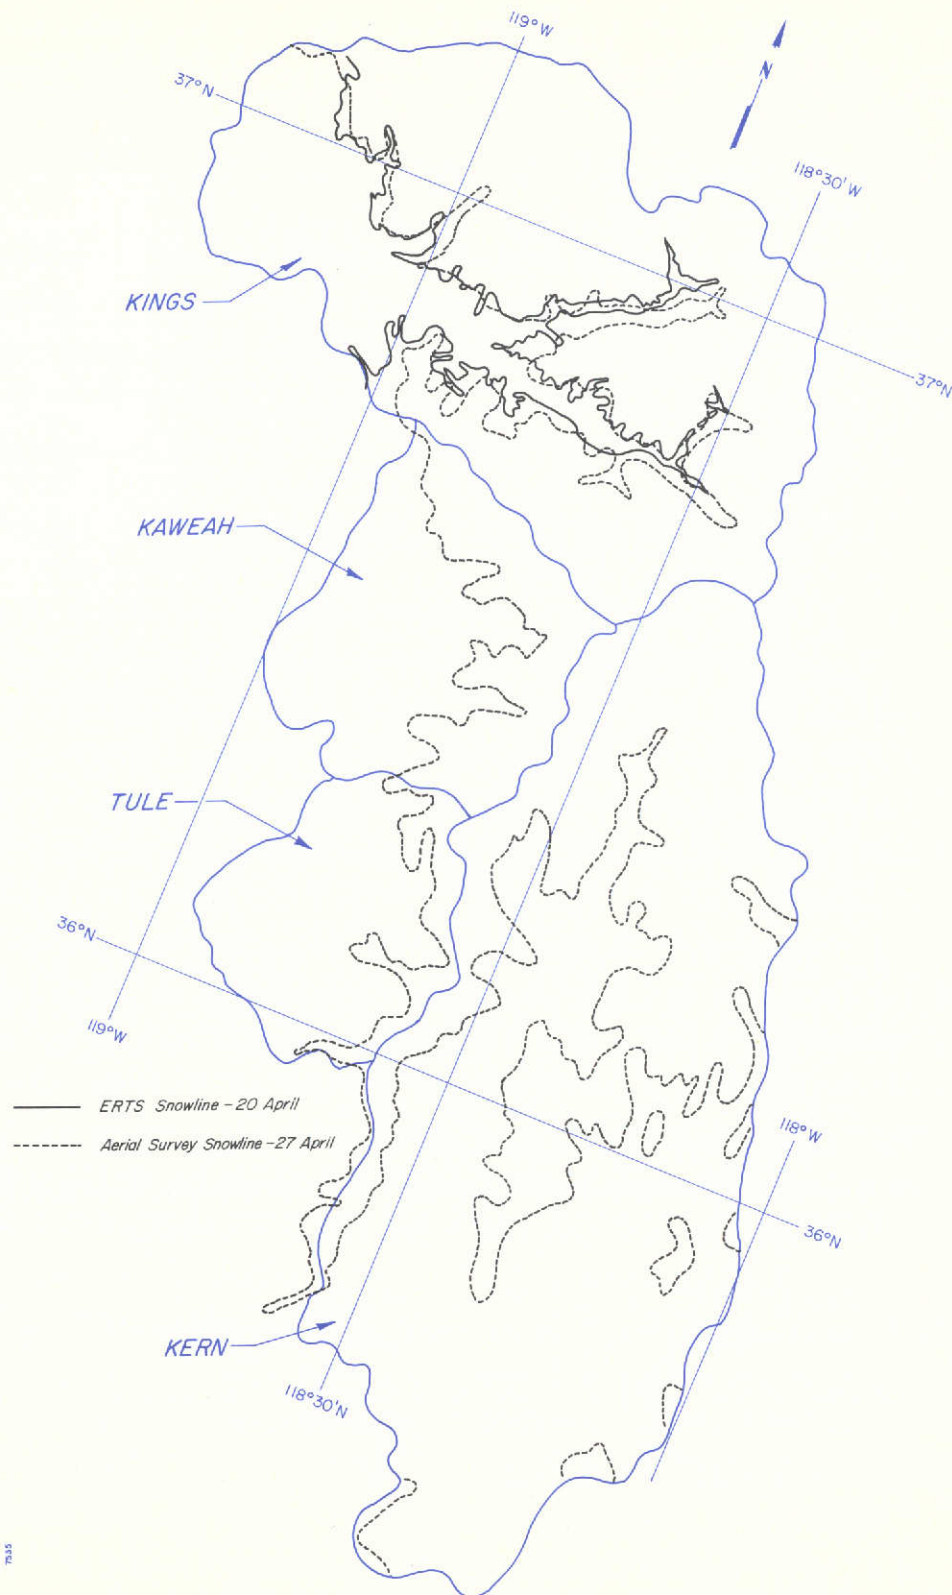 119°W
N
37°N
118°30'W
KINGS
37°N
KAWEAH
TULE
36°N
119°W
ERTS Snowline - 20 April
Aerial Survey Snowline - 27 April
118°W
36°N
KERN
118°30'N
7535